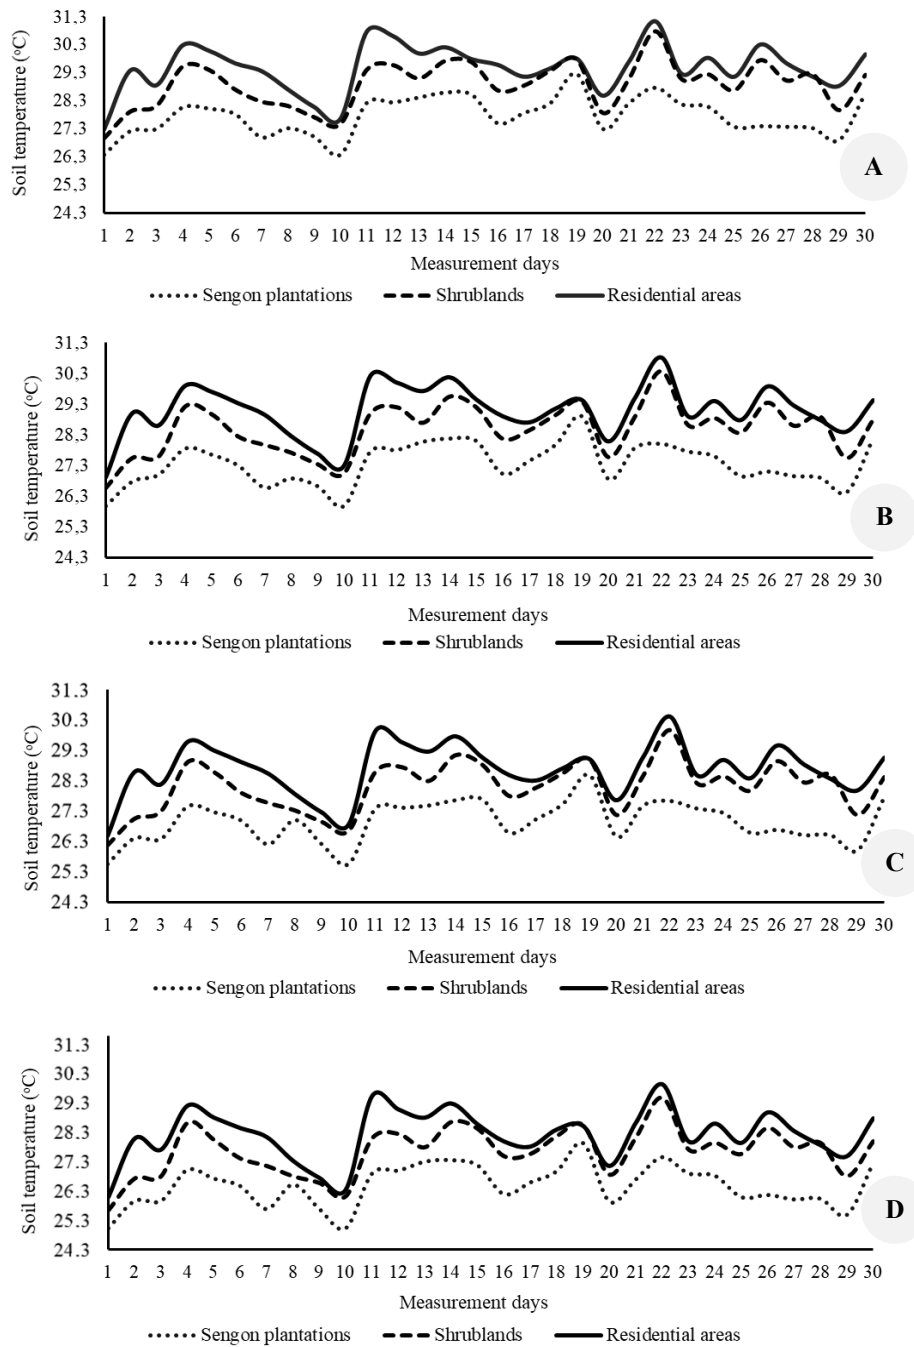 31,3
30,3
29,3
28,3
27,3
26,3
25,3
24,3
Soil temperature (°C)
1 2 3 4 5 6 7 8 9 10 11 12 13 14 15 16 17 18 19 20 21 22 23 24 25 26 27 28 29 30
Measurement days
Sengon plantations Shrublands Residential areas
A
31,3
30,3
29,3
28,3
27,3
26,3
25,3
24,3
Soil temperature (°C)
1 2 3 4 5 6 7 8 9 10 11 12 13 14 15 16 17 18 19 20 21 22 23 24 25 26 27 28 29 30
Mesurement days
Sengon plantations Shrublands Residential areas
B
31.3
30.3
29.3
28.3
27.3
26.3
25.3
24.3
Soil temperature (°C)
1 2 3 4 5 6 7 8 9 10 11 12 13 14 15 16 17 18 19 20 21 22 23 24 25 26 27 28 29 30
Measurement days
Sengon plantations Shrublands Residential areas
C
31.3
30.3
29.3
28.3
27.3
26.3
25.3
24.3
Soil temperature (°C)
1 2 3 4 5 6 7 8 9 10 11 12 13 14 15 16 17 18 19 20 21 22 23 24 25 26 27 28 29 30
Measurement days
Sengon plantations Shrublands Residential areas
D